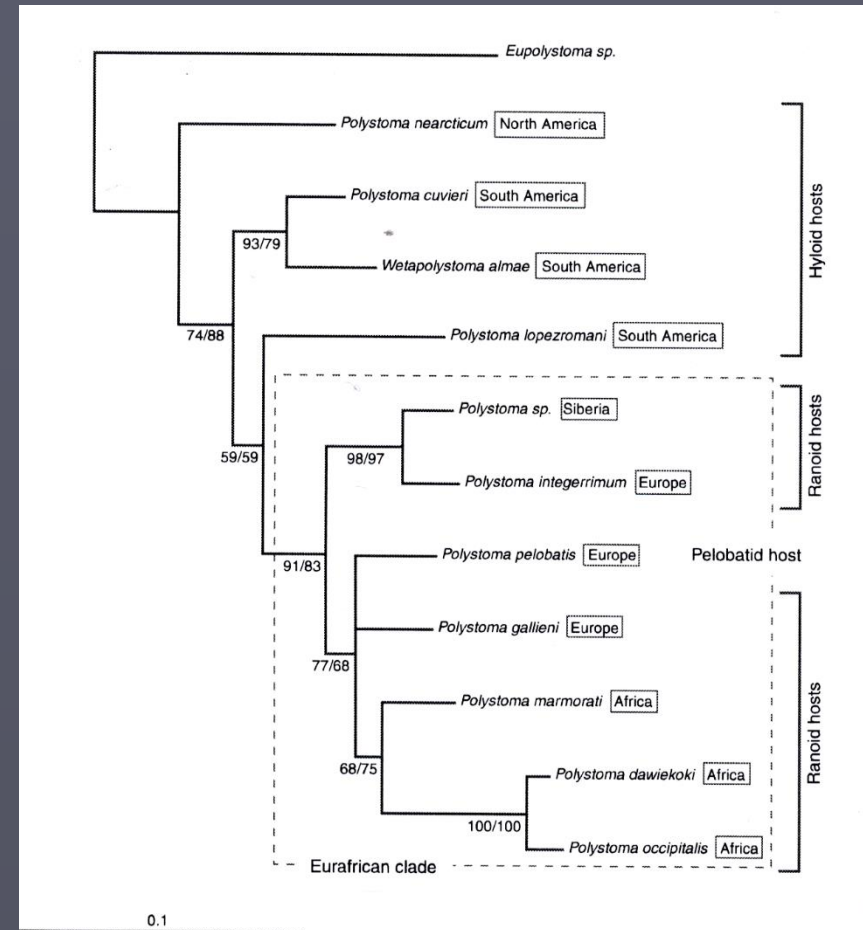 Eupolystoma sp.
Polystoma nearcticum North America
Polystoma cuvieri South America
93/79
Wetapolystoma almae South America
74/88
Polystoma lopezromani South America
Hyloid hosts
Polystoma sp. Siberia
59/59
98/97
Polystoma integerrimum Europe
Ranoid hosts
Polystoma pelobatis Europe Pelobatid host
91/83
Polystoma gallieni Europe
77/68
Polystoma marmorati Africa
68/75
Polystoma dawiekoki Africa
100/100
Polystoma occipitalis Africa
Ranoid hosts
Eurafrican clade
0.1